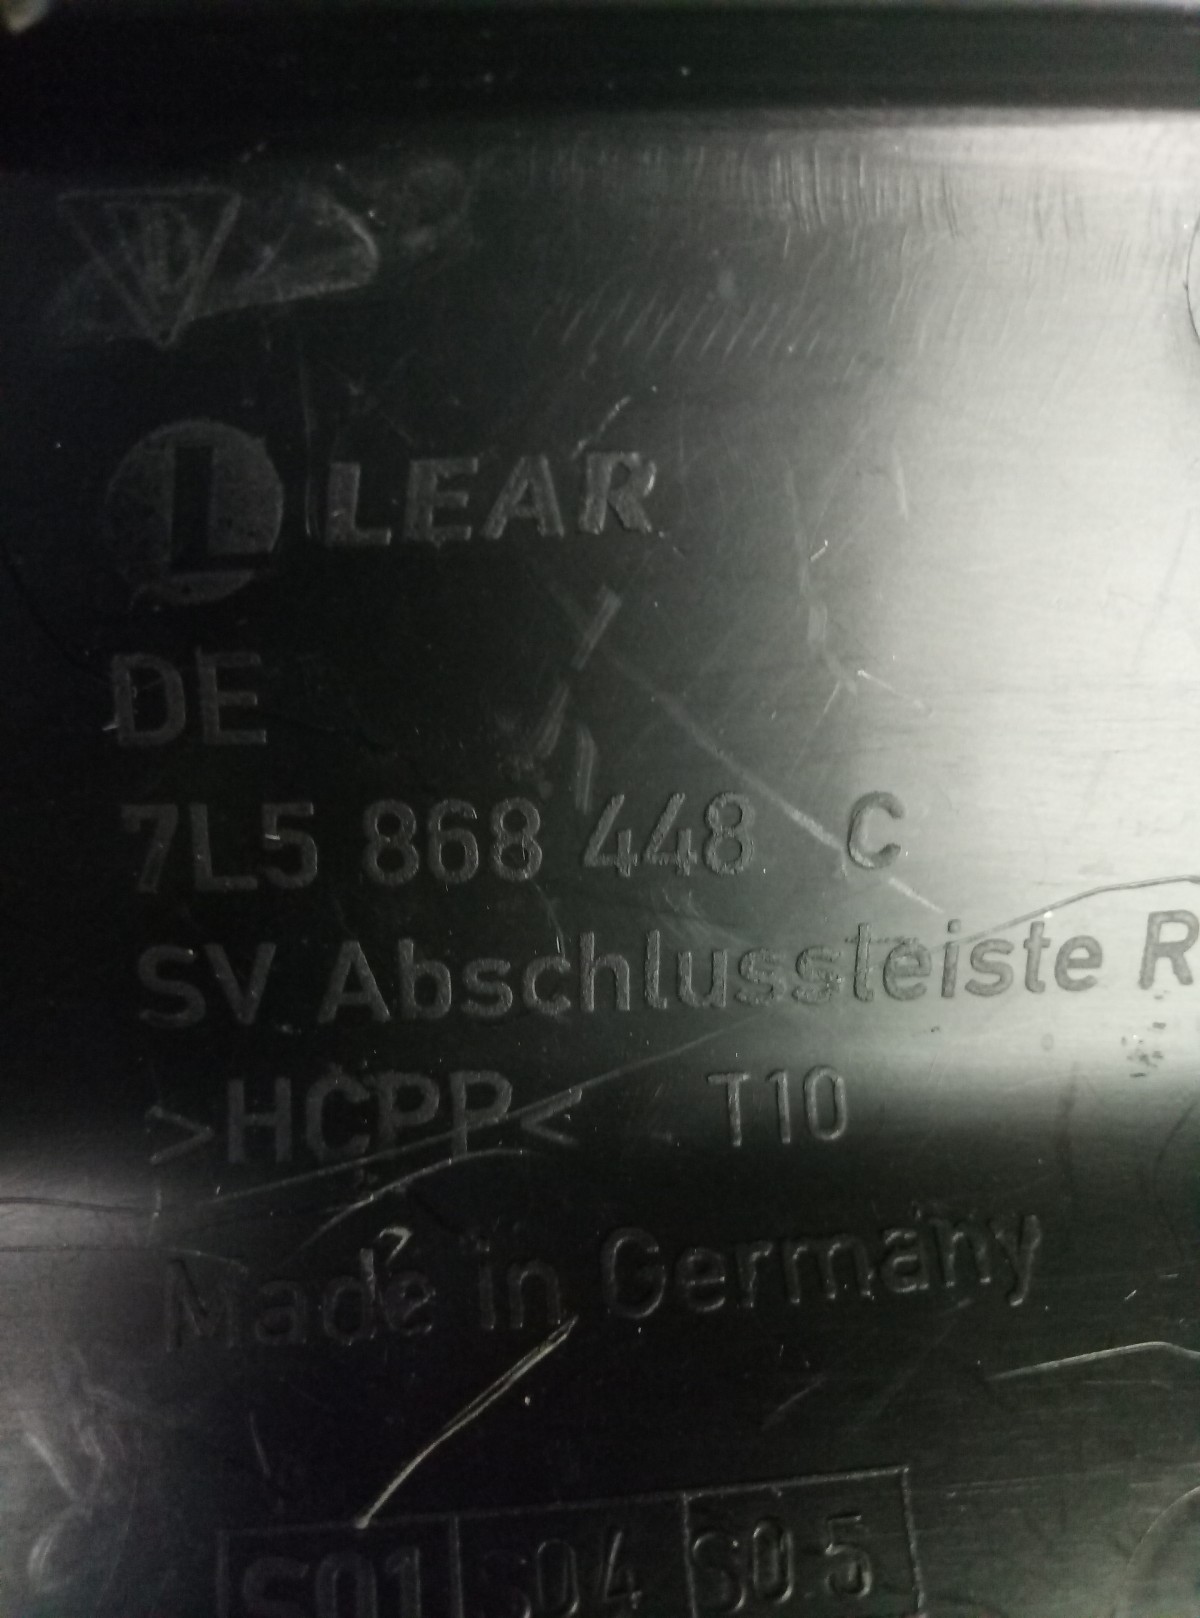 D
L LEAR
DE
7L5 868 448 C
SV Abschlussleiste R
>HCPP< T10
Made in Germany
S01 S04 S05